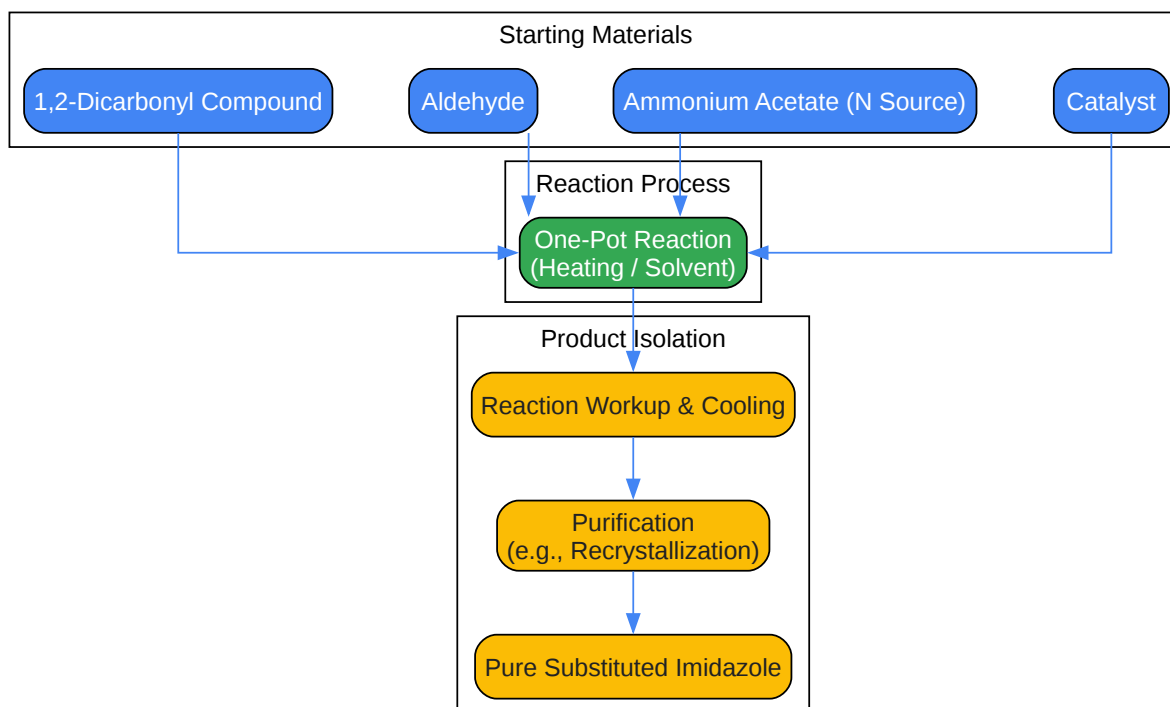 Starting Materials
1,2-Dicarbonyl Compound
Aldehyde
Ammonium Acetate (N Source)
Catalyst
Reaction Process
One-Pot Reaction
(Heating / Solvent)
Product Isolation
Reaction Workup & Cooling
Purification
(e.g., Recrystallization)
Pure Substituted Imidazole